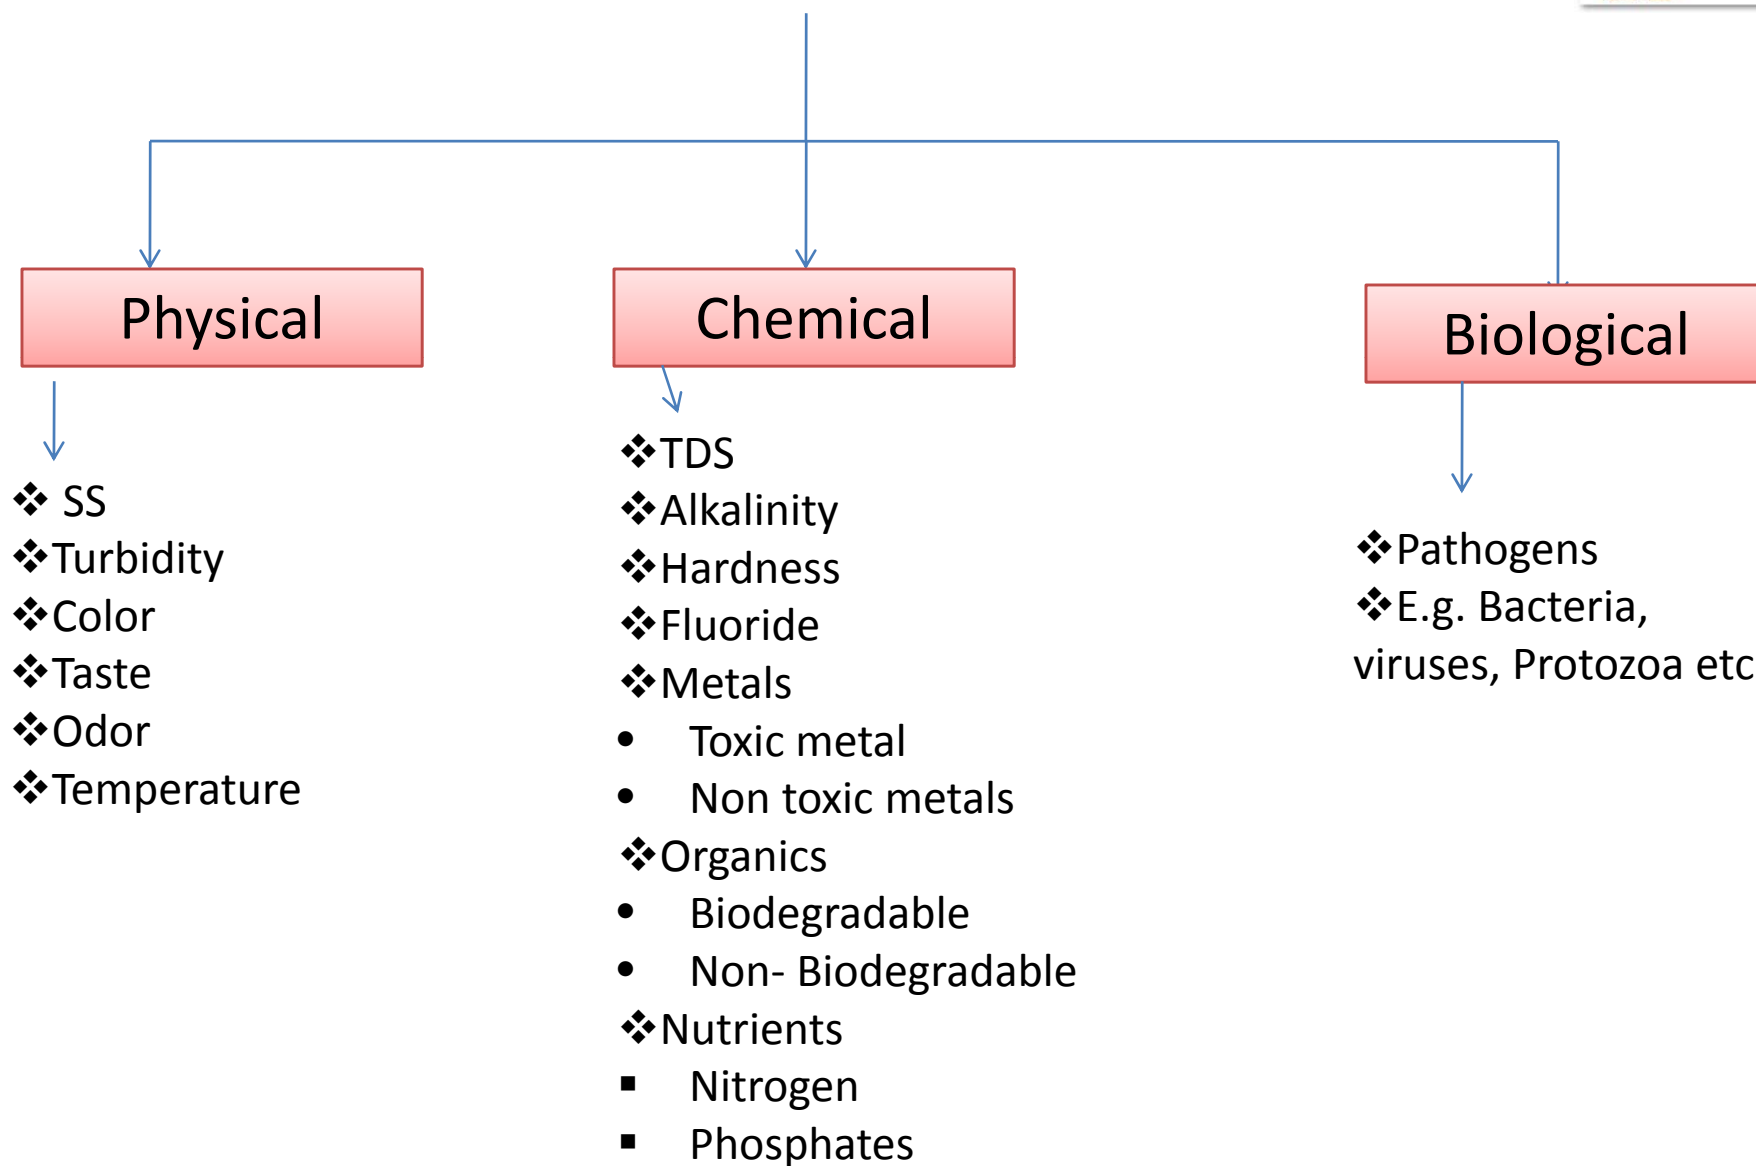 Physical
❖ SS
❖Turbidity
❖Color
❖Taste
❖Odor
❖Temperature
Chemical
❖TDS
❖Alkalinity
❖Hardness
❖Fluoride
❖Metals
• Toxic metal
• Non toxic metals
❖Organics
• Biodegradable
• Non- Biodegradable
❖Nutrients
▪ Nitrogen
▪ Phosphates
Biological
❖Pathogens
❖E.g. Bacteria,
viruses, Protozoa etc